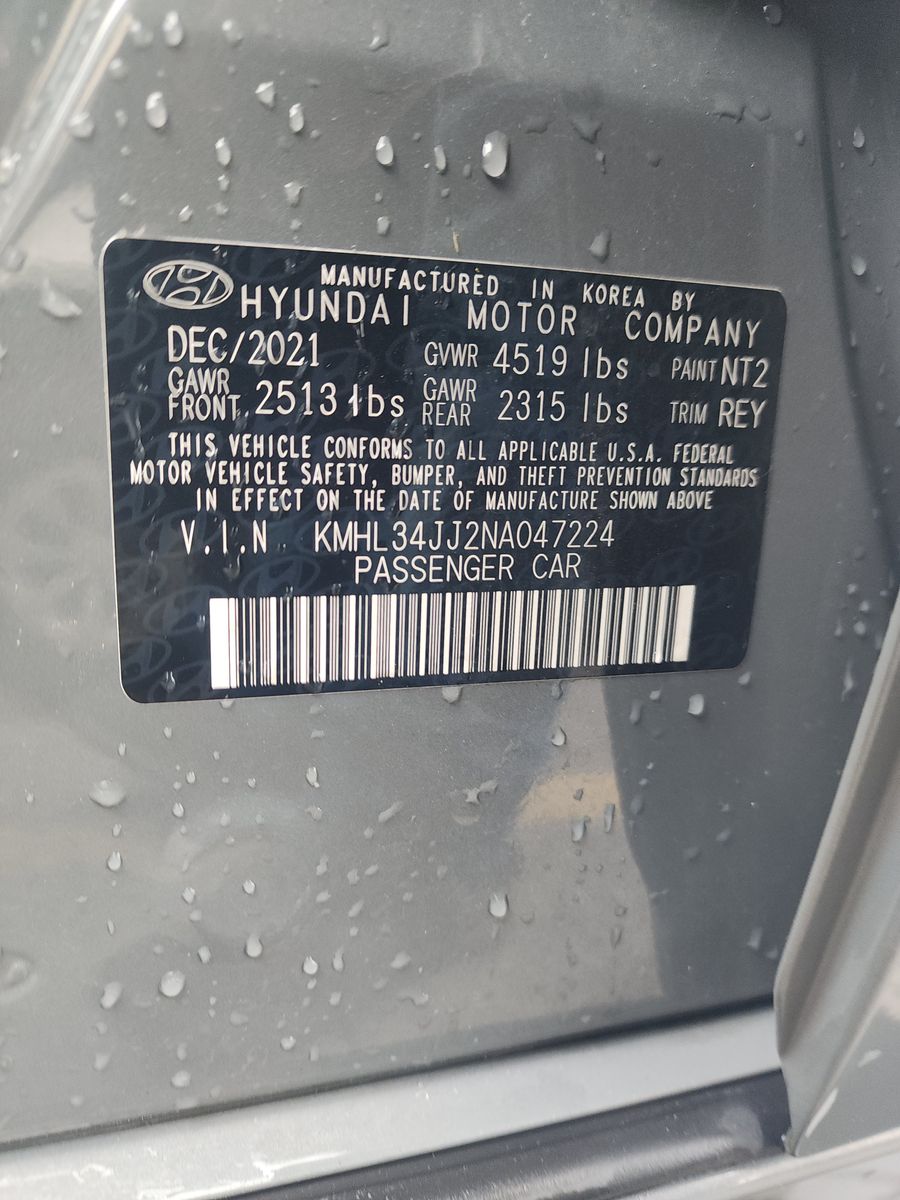 MANUFACTURED IN KOREA BY
HYUNDAI MOTOR COMPANY
DEC/2021 GVWR 4519 lbs PAINT NT2
GAWR FRONT 2513 lbs GAWR REAR 2315 lbs TRIM REY
THIS VEHICLE CONFORMS TO ALL APPLICABLE U.S.A. FEDERAL
MOTOR VEHICLE SAFETY, BUMPER, AND THEFT PREVENTION STANDARDS
IN EFFECT ON THE DATE OF MANUFACTURE SHOWN ABOVE
V.I.N KMHL34JJ2NA047224
PASSENGER CAR